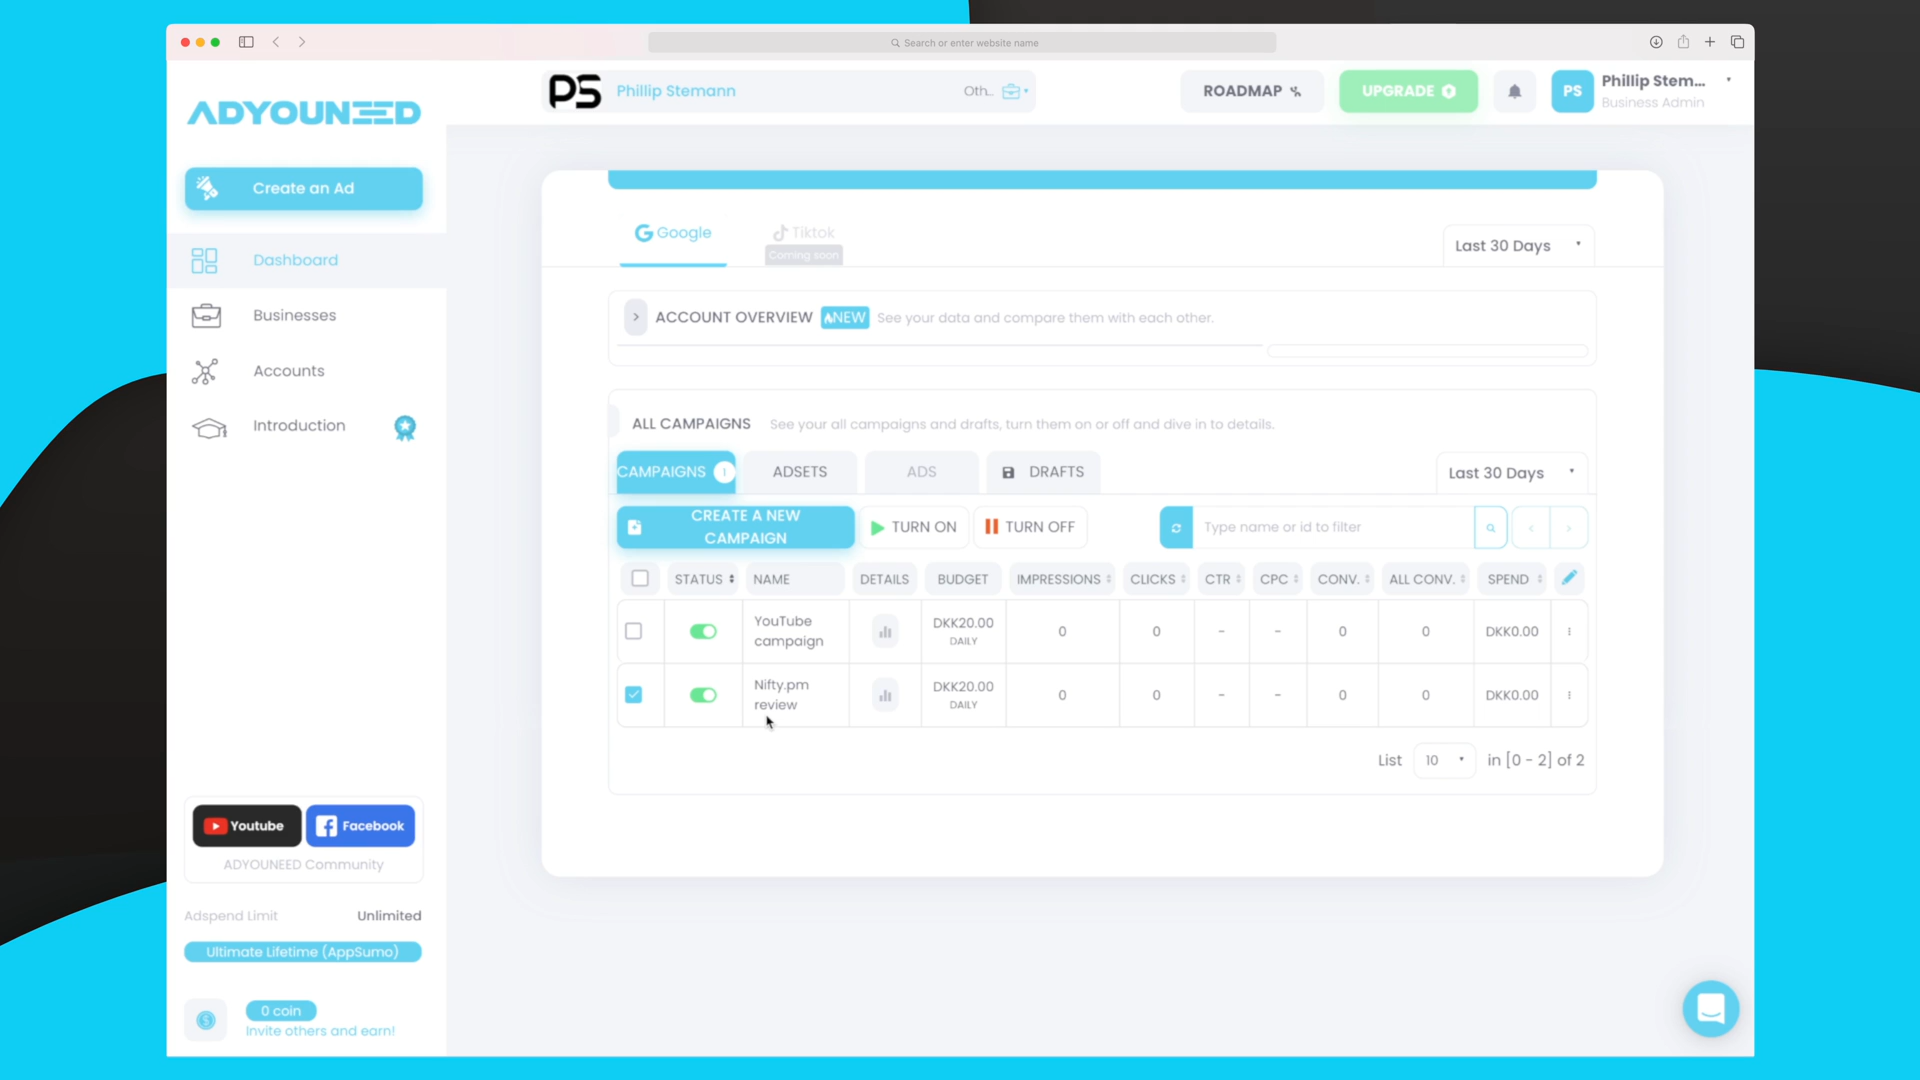 Search or enter website name
ADYOUNEED
PS
Phillip Stemann
Oth..
ROADMAP
UPGRADE
PS
Phillip Stem...
Business Admin
Create an Ad
Dashboard
Businesses
Accounts
Introduction
Google
Tiktok
Coming soon
Last 30 Days
ACCOUNT OVERVIEW
NEW
See your data and compare them with each other.
ALL CAMPAIGNS
See your all campaigns and drafts, turn them on or off and dive in to details.
CAMPAIGNS 1
ADSETS
ADS
DRAFTS
Last 30 Days
CREATE A NEW
CAMPAIGN
TURN ON
TURN OFF
Type name or id to filter
STATUS NAME DETAILS BUDGET IMPRESSIONS CLICKS CTR CPC CONV. ALL CONV. SPEND
YouTube
campaign
DKK20.00
DAILY
0 0 - - 0 0 DKK0.00
Nifty.pm
review
DKK20.00
DAILY
0 0 - - 0 0 DKK0.00
List 10 in [0 - 2] of 2
Youtube
Facebook
ADYOUNEED Community
Adspend Limit Unlimited
Ultimate Lifetime (AppSumo)
0 coin
Invite others and earn!